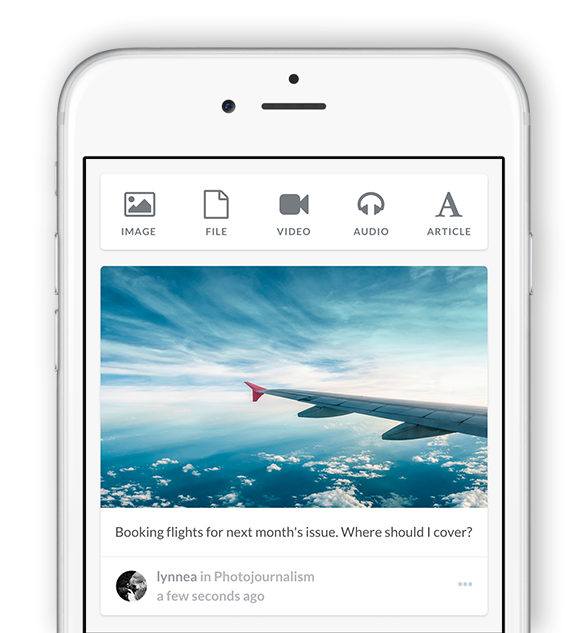 IMAGE FILE VIDEO AUDIO ARTICLE
Booking flights for next month's issue. Where should I cover?
lynnea in Photojournalism
a few seconds ago